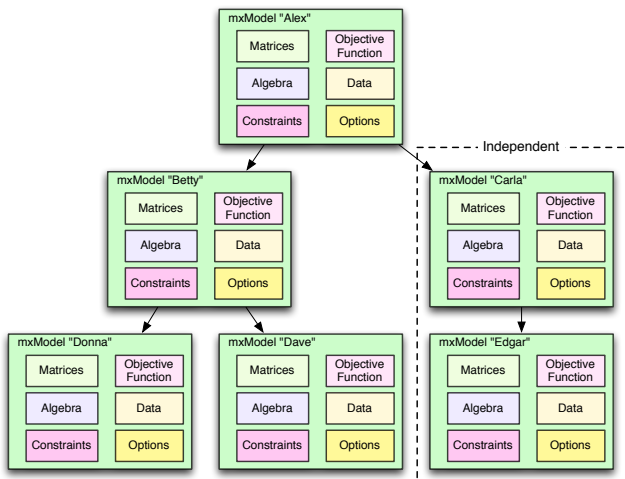 mxModel "Alex"
Matrices
Objective
Function
Algebra
Data
Constraints
Options
Independent
mxModel "Betty"
Matrices
Objective
Function
Algebra
Data
Constraints
Options
mxModel "Carla"
Matrices
Objective
Function
Algebra
Data
Constraints
Options
mxModel "Donna"
Matrices
Objective
Function
Algebra
Data
Constraints
Options
mxModel "Dave"
Matrices
Objective
Function
Algebra
Data
Constraints
Options
mxModel "Edgar"
Matrices
Objective
Function
Algebra
Data
Constraints
Options